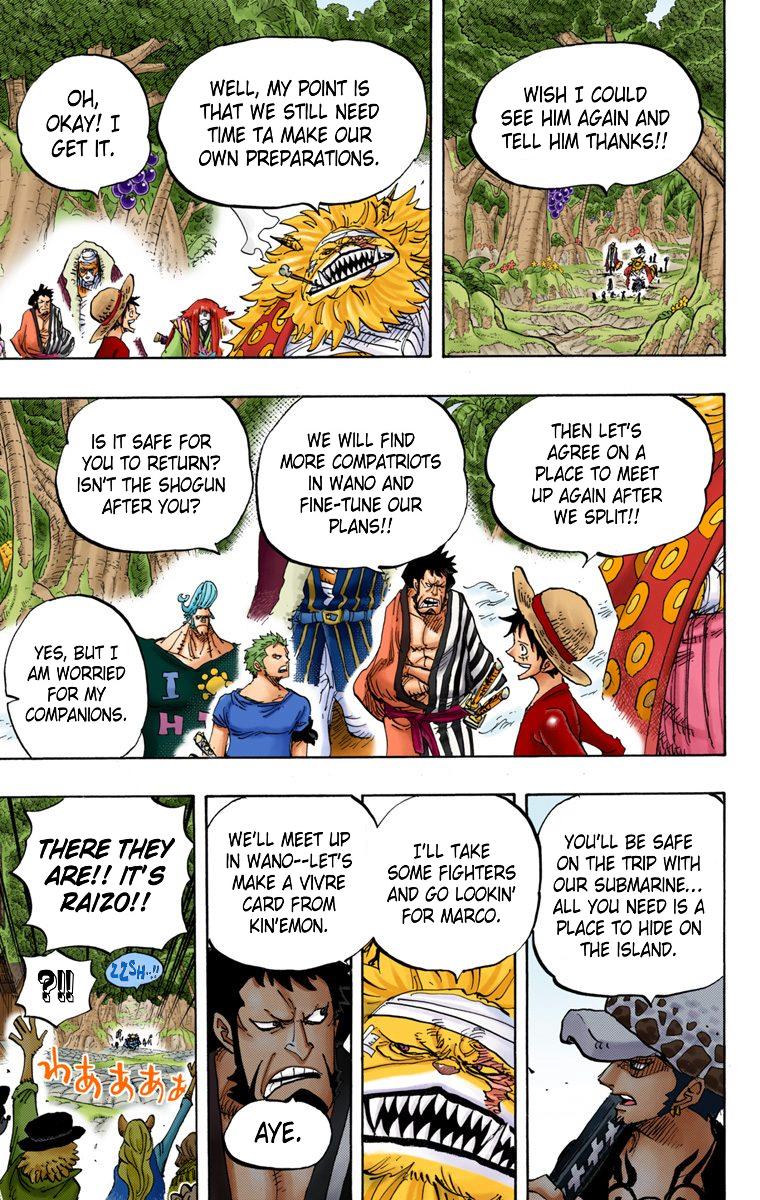 WISH I COULD
SEE HIM AGAIN AND
TELL HIM THANKS!!
WELL, MY POINT IS
THAT WE STILL NEED
TIME TA MAKE OUR
OWN PREPARATIONS.
OH,
OKAY! I
GET IT.
THEN LET'S
AGREE ON A
PLACE TO MEET
UP AGAIN AFTER
WE SPLIT!!
WE WILL FIND
MORE COMPATRIOTS
IN WANO AND
FINE-TUNE OUR
PLANS!!
IS IT SAFE FOR
YOU TO RETURN?
ISN'T THE SHOGUN
AFTER YOU?
YES, BUT I
AM WORRIED
FOR MY
COMPANIONS.
I
H
YOU'LL BE SAFE
ON THE TRIP WITH
OUR SUBMARINE...
ALL YOU NEED IS A
PLACE TO HIDE ON
THE ISLAND.
I'LL TAKE
SOME FIGHTERS
AND GO LOOKIN'
FOR MARCO.
WE'LL MEET UP
IN WANO--LET'S
MAKE A VIVRE
CARD FROM
KIN'EMON.
AYE.
THERE THEY
ARE!! IT'S
RAIZO!!
ZZSH...!!
?!!
わぁぁぁぁ